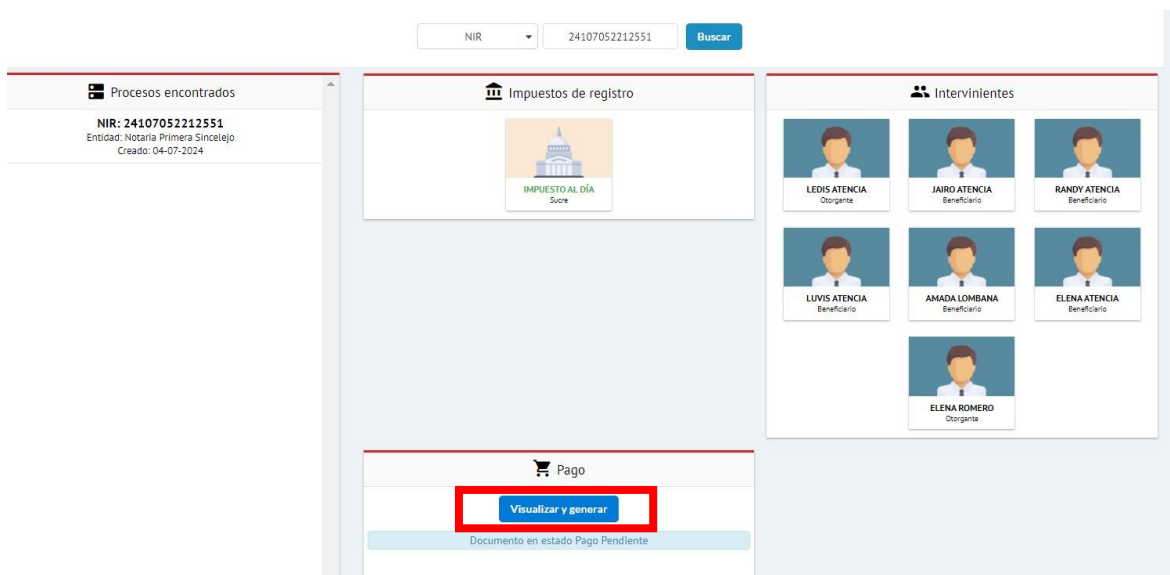 NIR
24107052212551
Buscar
Procesos encontrados
NIR: 24107052212551
Entidad: Notaria Primera Sincelejo
Creado: 04-07-2024
Impuestos de registro
IMPUESTO AL DÍA
Sucre
Intervinientes
LEDIS ATENCIA
Otorgante
JAIRO ATENCIA
Beneficiario
RANDY ATENCIA
Beneficiario
LUVIS ATENCIA
Beneficiario
AMADA LOMBANA
Beneficiario
ELENA ATENCIA
Beneficiario
ELENA ROMERO
Otorgante
Pago
Visualizar y generar
Documento en estado Pago Pendiente